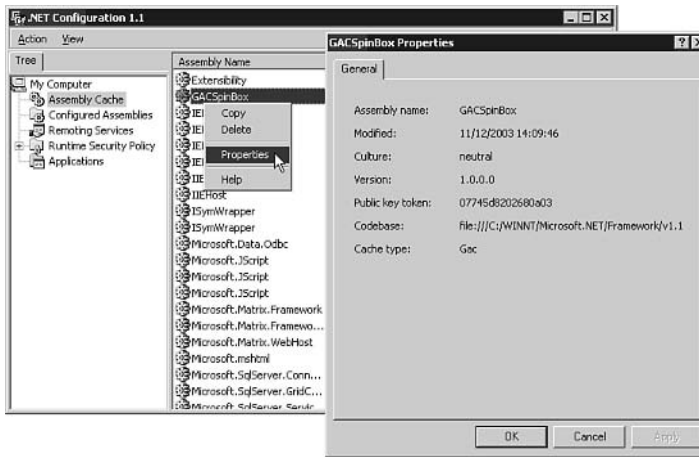 .NET Configuration 1.1
Action View
Tree
My Computer
Assembly Cache
Configured Assemblies
Remoting Services
Runtime Security Policy
Applications
Assembly Name
Extensibility
GACSpinBox
IEHost
ISymWrapper
ISymWrapper
Microsoft.Data.Odbc
Microsoft.JScript
Microsoft.JScript
Microsoft.JScript
Microsoft.Matrix.Framework
Microsoft.Matrix.Framewo...
Microsoft.Matrix.WebHost
Microsoft.mshtml
Microsoft.SqlServer.Conn...
Microsoft.SqlServer.GridC...
Microsoft.SqlServer.Servic
Copy
Delete
Properties
Help
GACSpinBox Properties
General
Assembly name: GACSpinBox
Modified: 11/12/2003 14:09:46
Culture: neutral
Version: 1.0.0.0
Public key token: 07745d8202680a03
Codebase: file:///C:/WINNT/Microsoft.NET/Framework/v1.1
Cache type: Gac
OK Cancel Apply